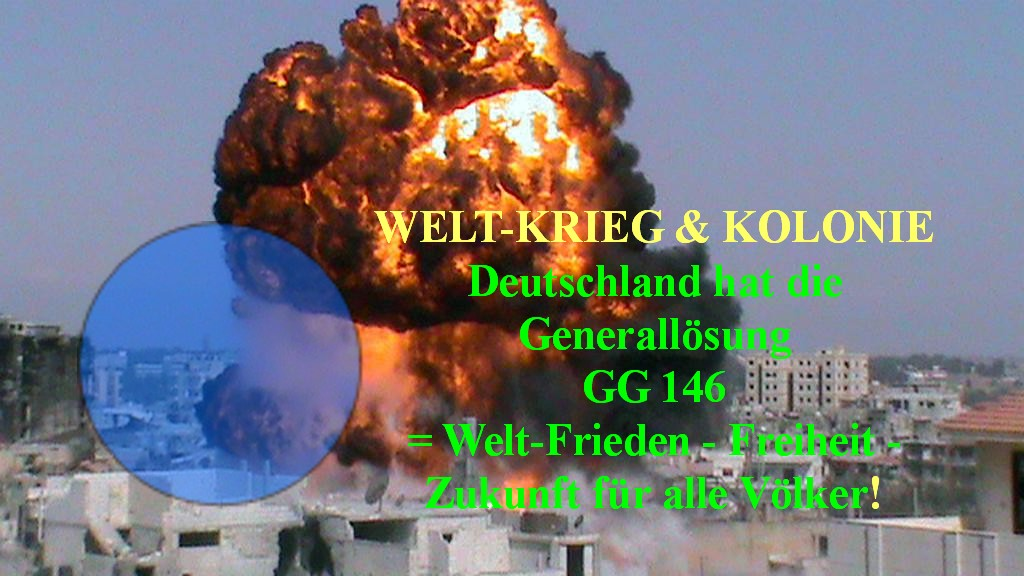 WELT-KRIEG & KOLONIE
Deutschland hat die
Generallösung
GG 146
= Welt-Frieden - Freiheit -
Zukunft für alle Völker!